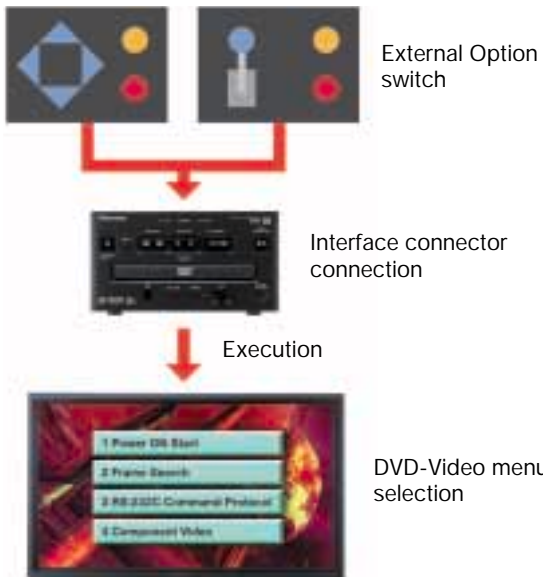 External Option
switch
Interface connector
connection
Execution
1 Power ON Start
2 Frame Search
3 RS-232C Command Protocol
4 Component Video
DVD-Video menu
selection